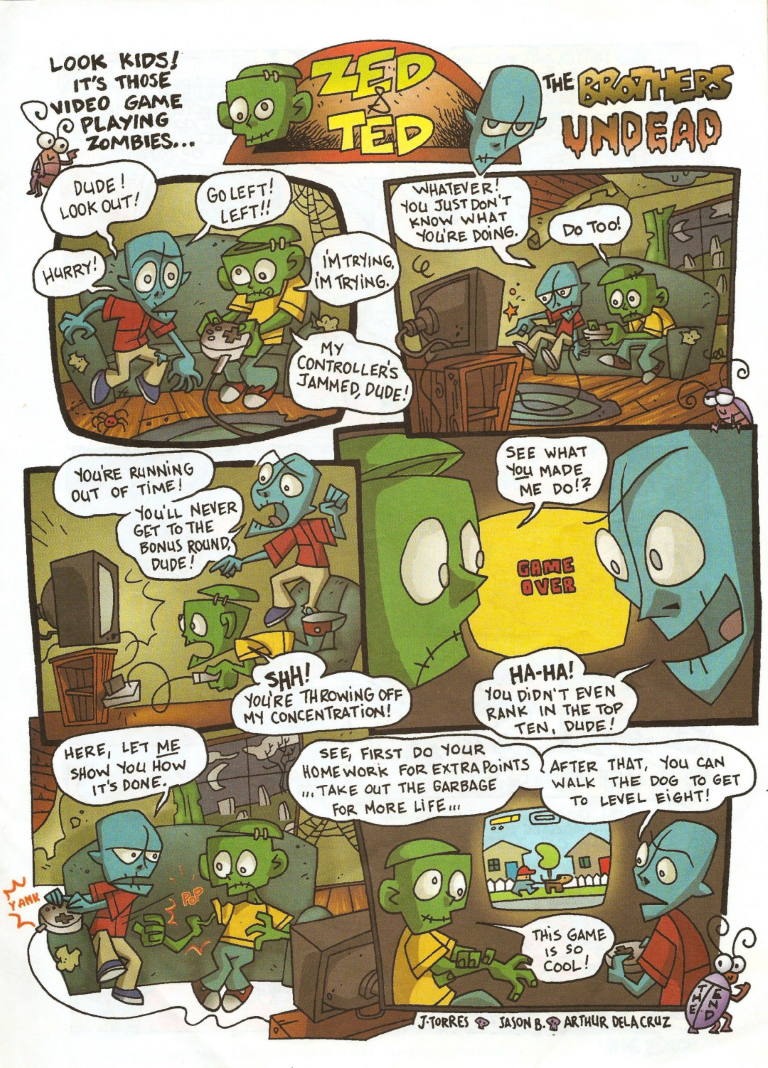 LOOK KIDS!
IT'S THOSE
VIDEO GAME
PLAYING
ZOMBIES...
ZED
&
TED
THE BROTHERS
UNDEAD
DUDE!
LOOK OUT!
GO LEFT!
LEFT!!
HURRY!
I'M TRYING,
I'M TRYING.
MY
CONTROLLER'S
JAMMED, DUDE!
WHATEVER!
YOU JUST DON'T
KNOW WHAT
YOU'RE DOING.
DO TOO!
YOU'RE RUNNING
OUT OF TIME!
YOU'LL NEVER
GET TO THE
BONUS ROUND,
DUDE!
SHH!
YOU'RE THROWING OFF
MY CONCENTRATION!
SEE WHAT
YOU MADE
ME DO!?
GAME
OVER
HA-HA!
YOU DIDN'T EVEN
RANK IN THE TOP
TEN, DUDE!
HERE, LET ME
SHOW YOU HOW
IT'S DONE.
YANK
POP
SEE, FIRST DO YOUR
HOMEWORK FOR EXTRA POINTS
...TAKE OUT THE GARBAGE
FOR MORE LIFE...
AFTER THAT, YOU CAN
WALK THE DOG TO GET
TO LEVEL EIGHT!
THIS GAME
IS SO
COOL!
THE
END
J. TORRES JASON B. ARTHUR DELA CRUZ